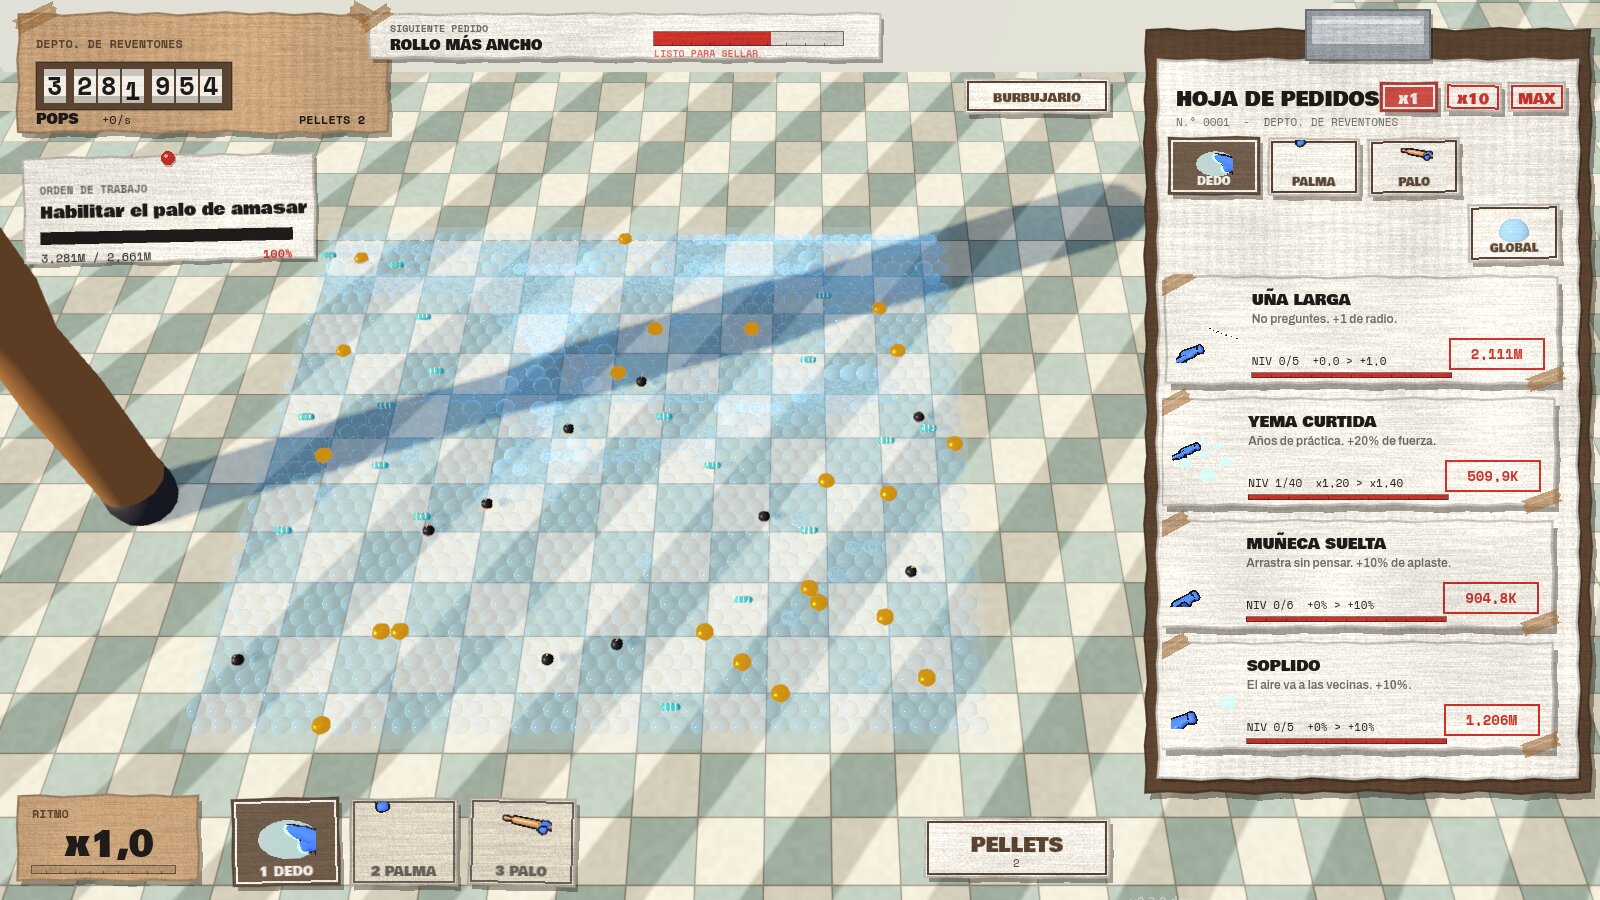 DEPTO. DE REVENTONES
3 281 954
POPS +0/s PELLETS 2
SIGUIENTE PEDIDO
ROLLO MÁS ANCHO
LISTO PARA SELLAR
BURBUJARIO
ORDEN DE TRABAJO
Habilitar el palo de amasar
3,281M / 2,661M 100%
HOJA DE PEDIDOS x1 x10 MAX
N.° 0001 - DEPTO. DE REVENTONES
DEDO PALMA PALO
GLOBAL
UÑA LARGA
No preguntes. +1 de radio.
NIV 0/5 +0,0 > +1,0 2,111M
YEMA CURTIDA
Años de práctica. +20% de fuerza.
NIV 1/40 x1,20 > x1,40 509,9K
MUÑECA SUELTA
Arrastra sin pensar. +10% de aplaste.
NIV 0/6 +0% > +10% 904,8K
SOPLIDO
El aire va a las vecinas. +10%.
NIV 0/5 +0% > +10% 1,206M
RITMO
x1,0
1 DEDO 2 PALMA 3 PALO
PELLETS
2